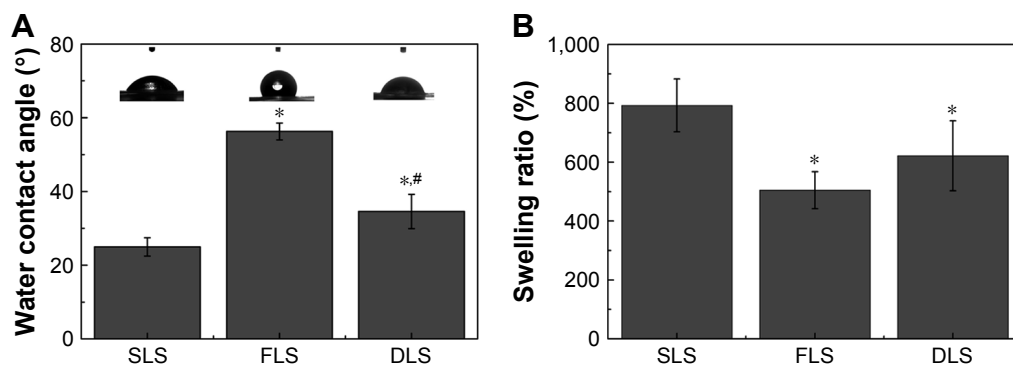 A
Water contact angle (°)
80
60
40
20
0
*
*,#
SLS
FLS
DLS
B
Swelling ratio (%)
1,000
800
600
400
200
0
*
*
SLS
FLS
DLS